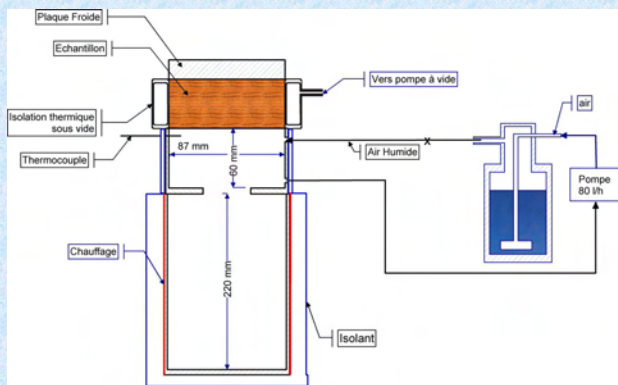 Plaque Froide
Echantillon
Vers pompe à vide
Isolation thermique
sous vide
air
Thermocouple
87 mm
60 mm
Air Humide
x
Pompe
80 l/h
Chauffage
220 mm
Isolant